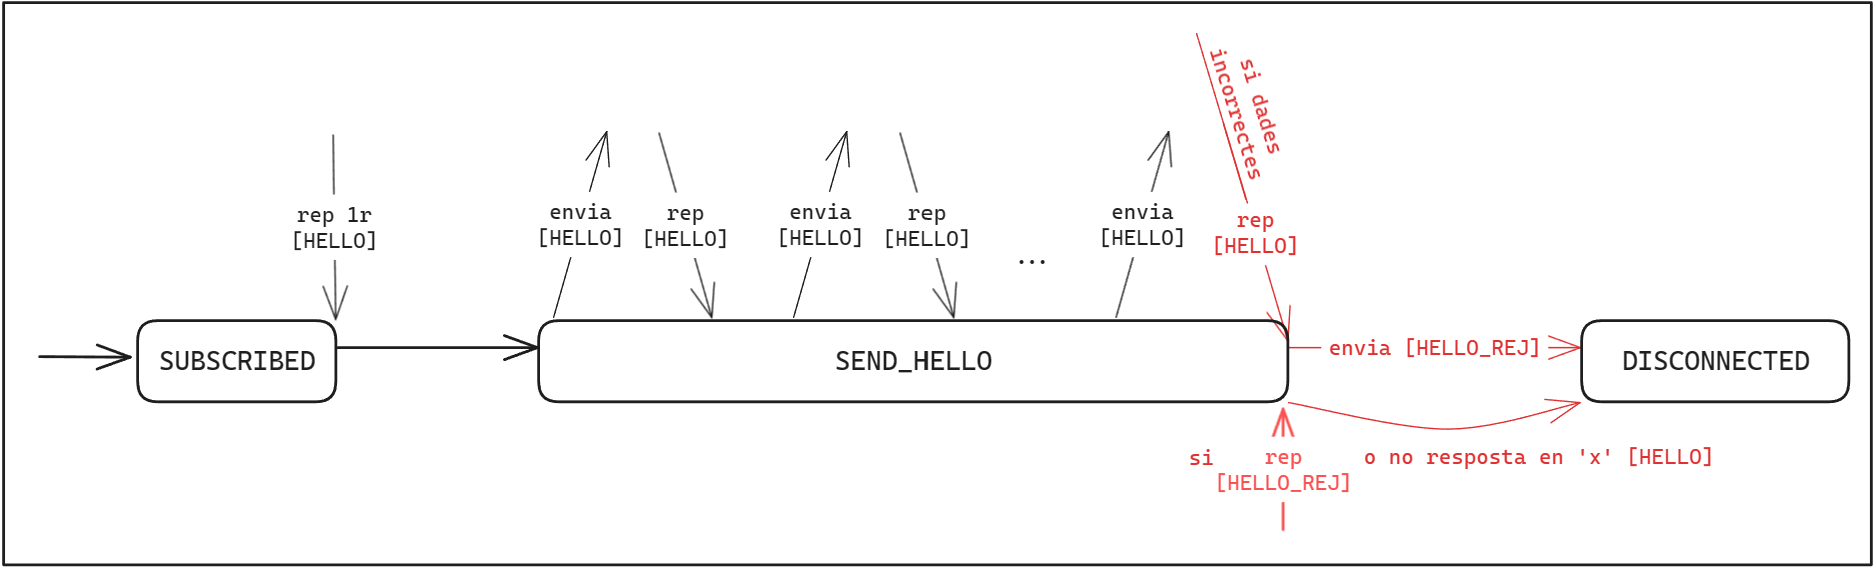 si dades
incorrectes
rep 1r
[HELLO]
envia
[HELLO]
rep
[HELLO]
envia
[HELLO]
rep
[HELLO]
...
envia
[HELLO]
rep
[HELLO]
SUBSCRIBED
SEND_HELLO
envia [HELLO_REJ]
DISCONNECTED
si rep o no resposta en 'x' [HELLO]
[HELLO_REJ]